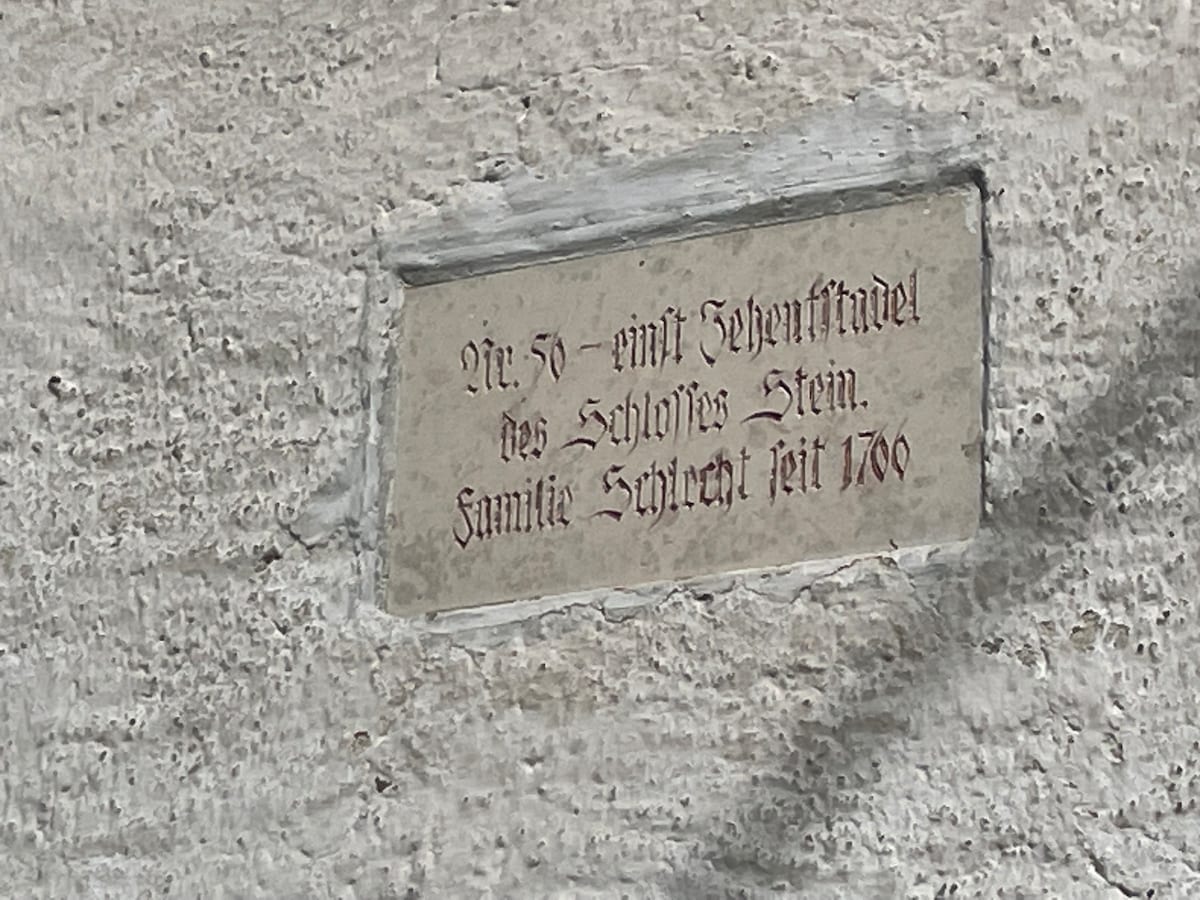 Nr. 56 – einst Zehentstadel
des Schlosses Stein.
Familie Schlecht seit 1700